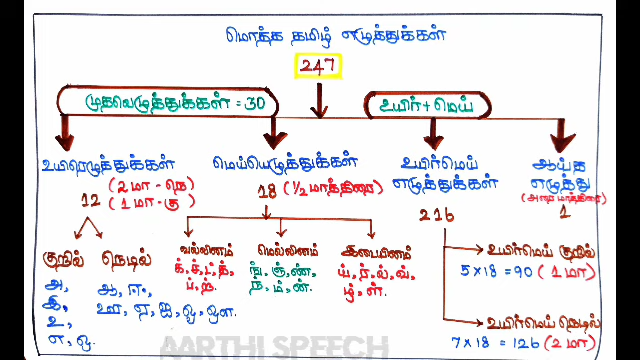 மொத்த தமிழ் எழுத்துக்கள்
247
முதலெழுத்துக்கள் = 30
உயிர் + மெய்
உயிரெழுத்துக்கள்
12 (2 மா - நெ)
(1 மா - கு)
மெய்யெழுத்துக்கள்
18 (½ மாத்திரை)
உயிர்மெய்
எழுத்துக்கள்
216
ஆய்த
எழுத்து
(அரை மாத்திரை)
1
குறில்
அ,
இ,
உ,
எ, ஒ.
நெடில்
ஆ, ஈ,
ஊ, ஏ, ஐ, ஓ, ஔ.
வல்லினம்
க், ச், ட், த்,
ப், ற்.
மெல்லினம்
ங், ஞ், ண்,
ந், ம், ன்.
இடையினம்
ய், ர், ல், வ்,
ழ், ள்.
உயிர்மெய் குறில்
5 x 18 = 90 (1 மா)
உயிர்மெய் நெடில்
7 x 18 = 126 (2 மா)
AARTHI SPEECH